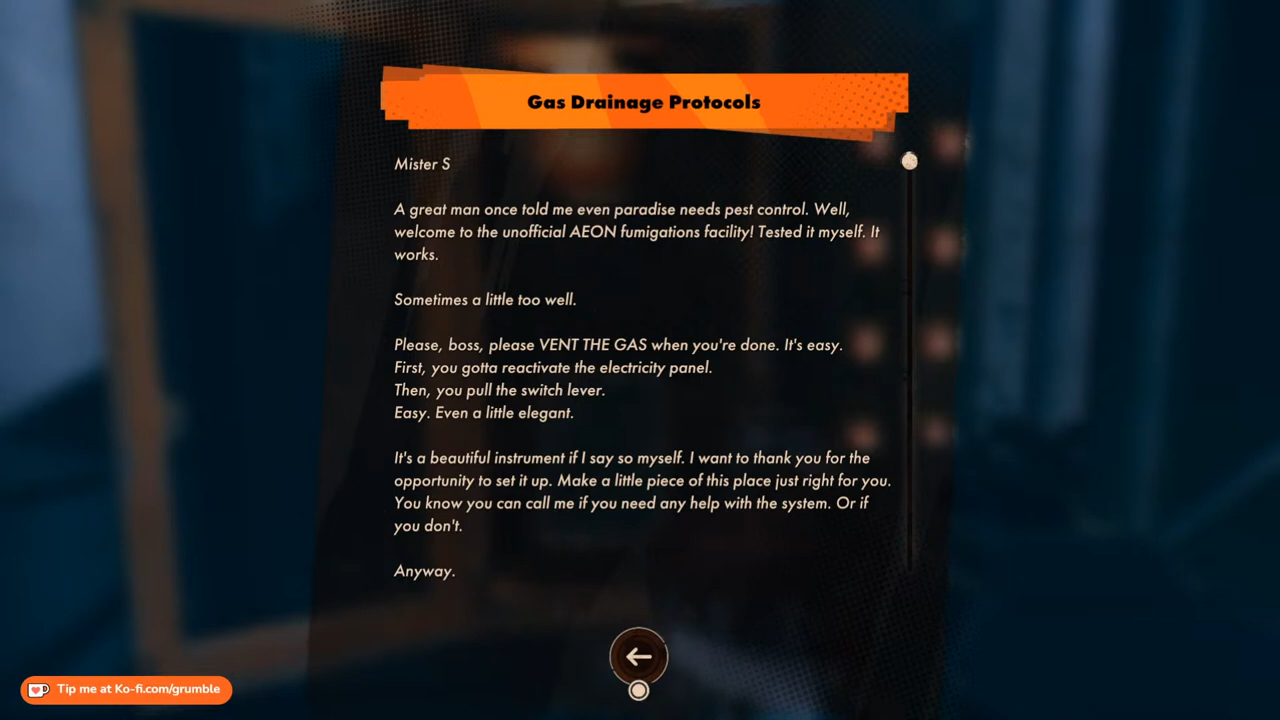 Gas Drainage Protocols
Mister S
A great man once told me even paradise needs pest control. Well,
welcome to the unofficial AEON fumigations facility! Tested it myself. It
works.
Sometimes a little too well.
Please, boss, please VENT THE GAS when you're done. It's easy.
First, you gotta reactivate the electricity panel.
Then, you pull the switch lever.
Easy. Even a little elegant.
It's a beautiful instrument if I say so myself. I want to thank you for the
opportunity to set it up. Make a little piece of this place just right for you.
You know you can call me if you need any help with the system. Or if
you don't.
Anyway.
Tip me at Ko-fi.com/grumble